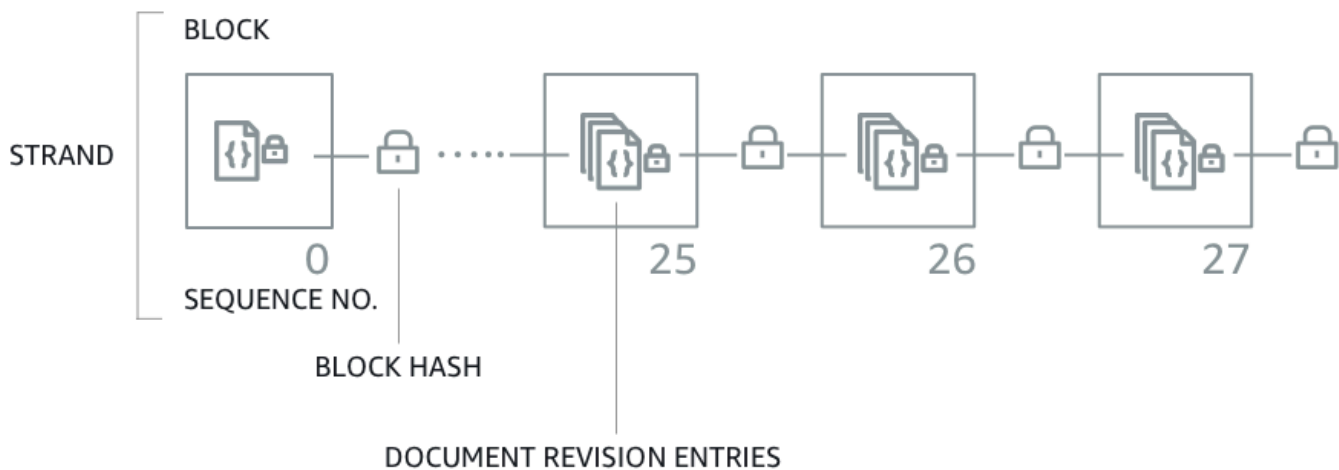 BLOCK
STRAND
{} {} {} {}
0 25 26 27
SEQUENCE NO.
BLOCK HASH
DOCUMENT REVISION ENTRIES